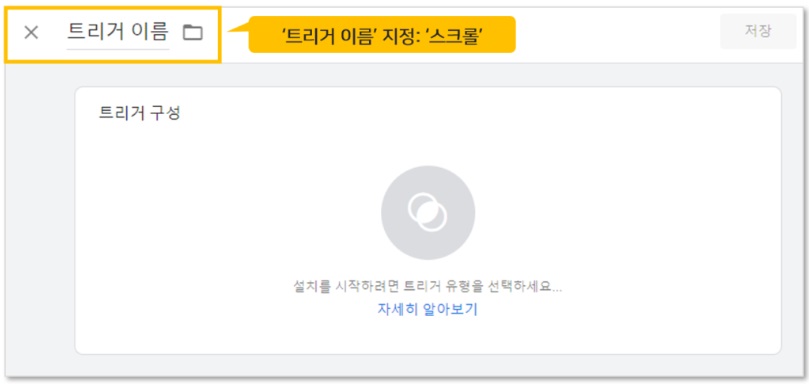 트리거 이름
'트리거 이름' 지정: '스크롤'
저장
트리거 구성
설치를 시작하려면 트리거 유형을 선택하세요...
자세히 알아보기